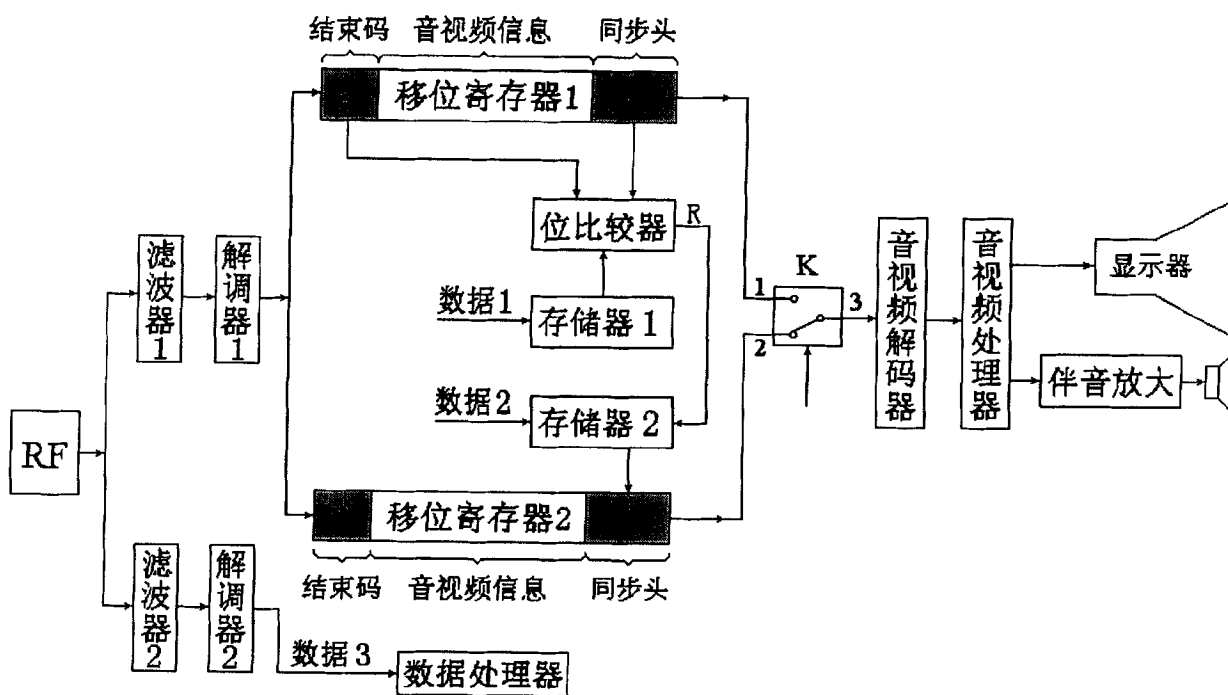 结束码 音视频信息 同步头
移位寄存器1
位比较器
R
滤波器1
解调器1
数据1
存储器1
K
1
2
3
音视频解码器
音视频处理器
显示器
伴音放大
数据2
存储器2
RF
移位寄存器2
结束码 音视频信息 同步头
滤波器2
解调器2
数据3
数据处理器